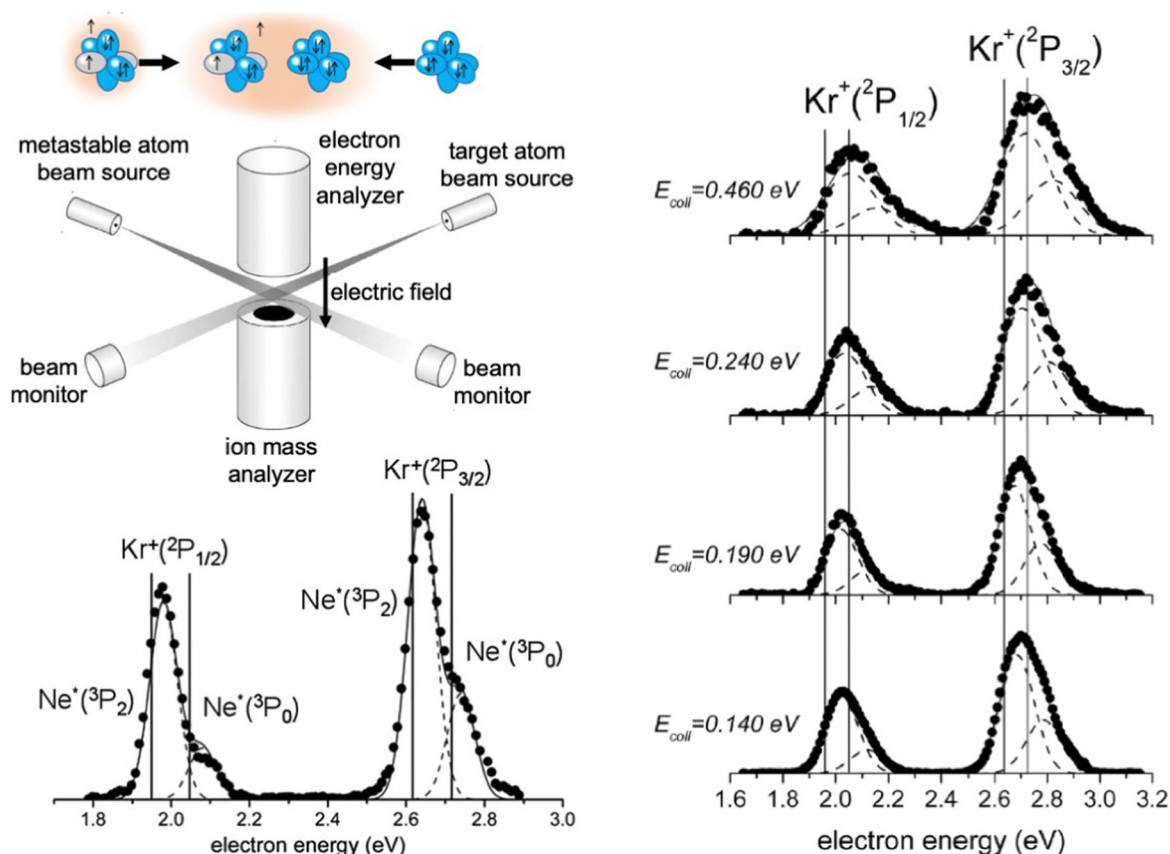 metastable atom
beam source
electron
energy
analyzer
target atom
beam source
electric field
beam
monitor
beam
monitor
ion mass
analyzer
Kr⁺(²P₁/₂)
Kr⁺(²P₃/₂)
Ne*(³P₂)
Ne*(³P₀)
Ne*(³P₂)
Ne*(³P₀)
1.8 2.0 2.2 2.4 2.6 2.8 3.0
electron energy (eV)
Kr⁺(²P₁/₂)
Kr⁺(²P₃/₂)
E_coll=0.460 eV
E_coll=0.240 eV
E_coll=0.190 eV
E_coll=0.140 eV
1.6 1.8 2.0 2.2 2.4 2.6 2.8 3.0 3.2
electron energy (eV)